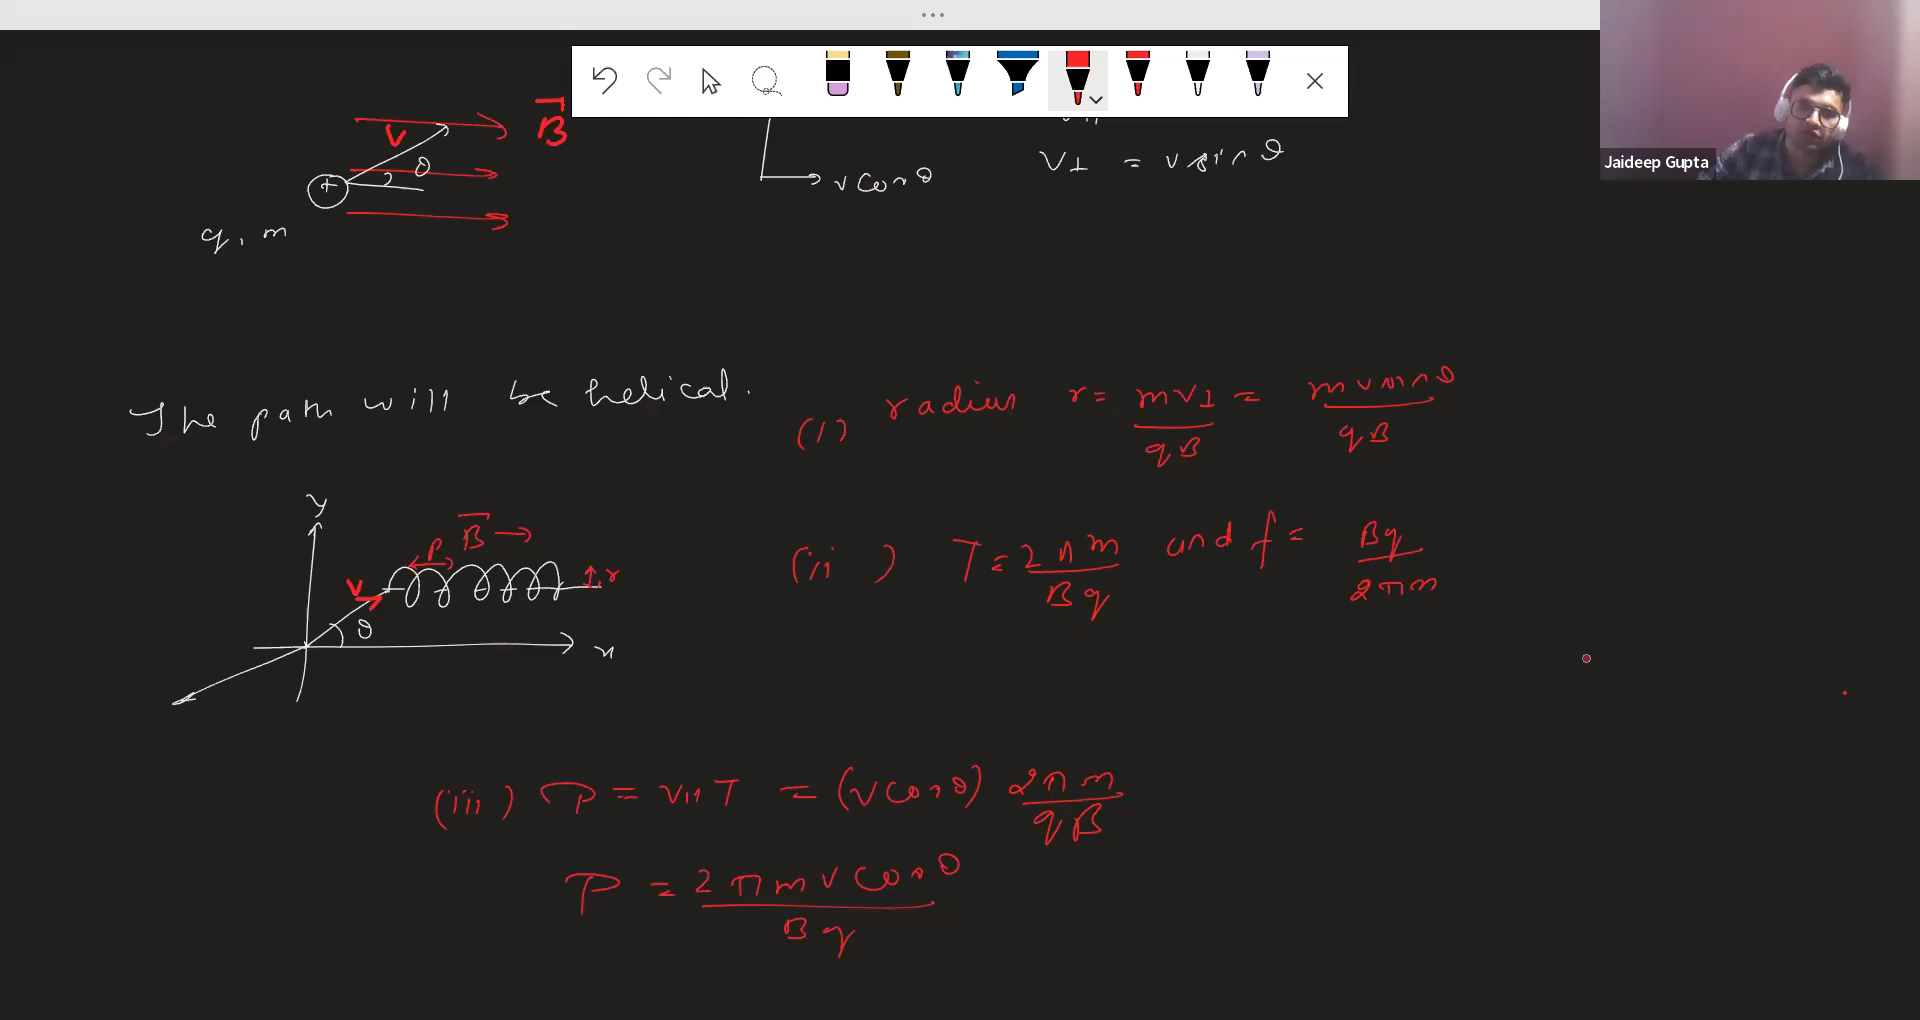 B
V
θ
+
q, m
v cos θ
V⊥ = v sin θ
Jaideep Gupta
The path will be helical.
(i) radius r = mv⊥/qB = mv sin θ/qB
y
P
B →
r
V
θ
x
(ii) T = 2πm/Bq and f = Bq/2πm
(iii) P = v∥T = (v cos θ) 2πm/qB
P = 2πmv cos θ/Bq